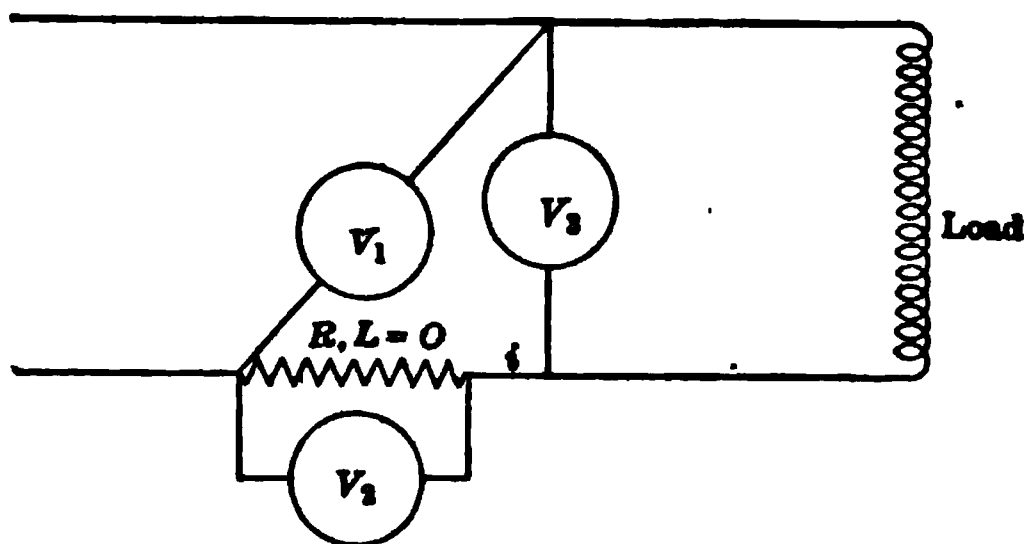 V₁
V₃
Load
R, L = O
i
V₂